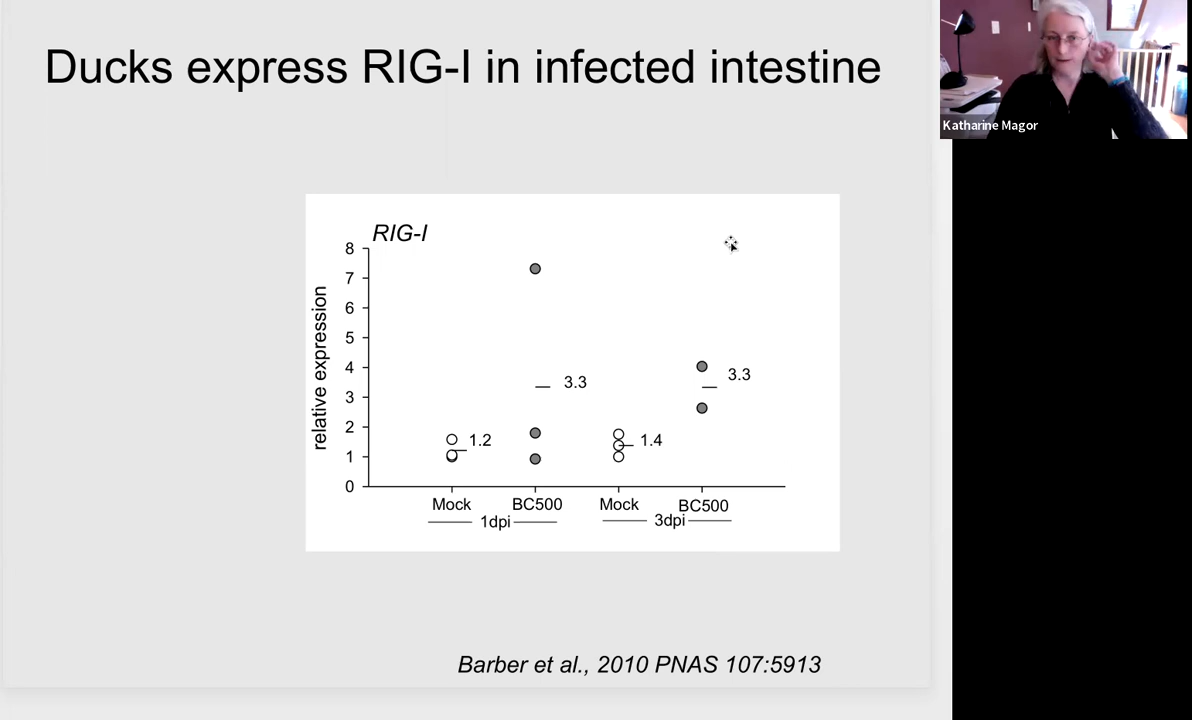 Ducks express RIG-I in infected intestine
Katharine Magor
RIG-I
relative expression
8
7
6
5
4
3
2
1
0
1.2
3.3
1.4
3.3
Mock BC500 Mock BC500
1dpi 3dpi
Barber et al., 2010 PNAS 107:5913